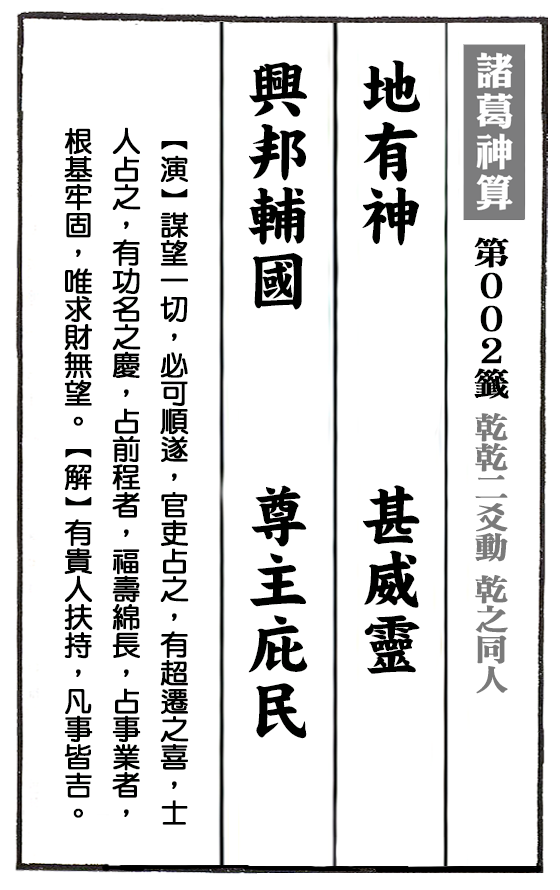 諸葛神算 第００２籤 乾乾二爻動 乾之同人
地有神 甚威靈
興邦輔國 尊主庇民
【演】謀望一切，必可順遂，官吏占之，有超遷之喜，士
人占之，有功名之慶，占前程者，福壽綿長，占事業者，
根基牢固，唯求財無望。【解】有貴人扶持，凡事皆吉。